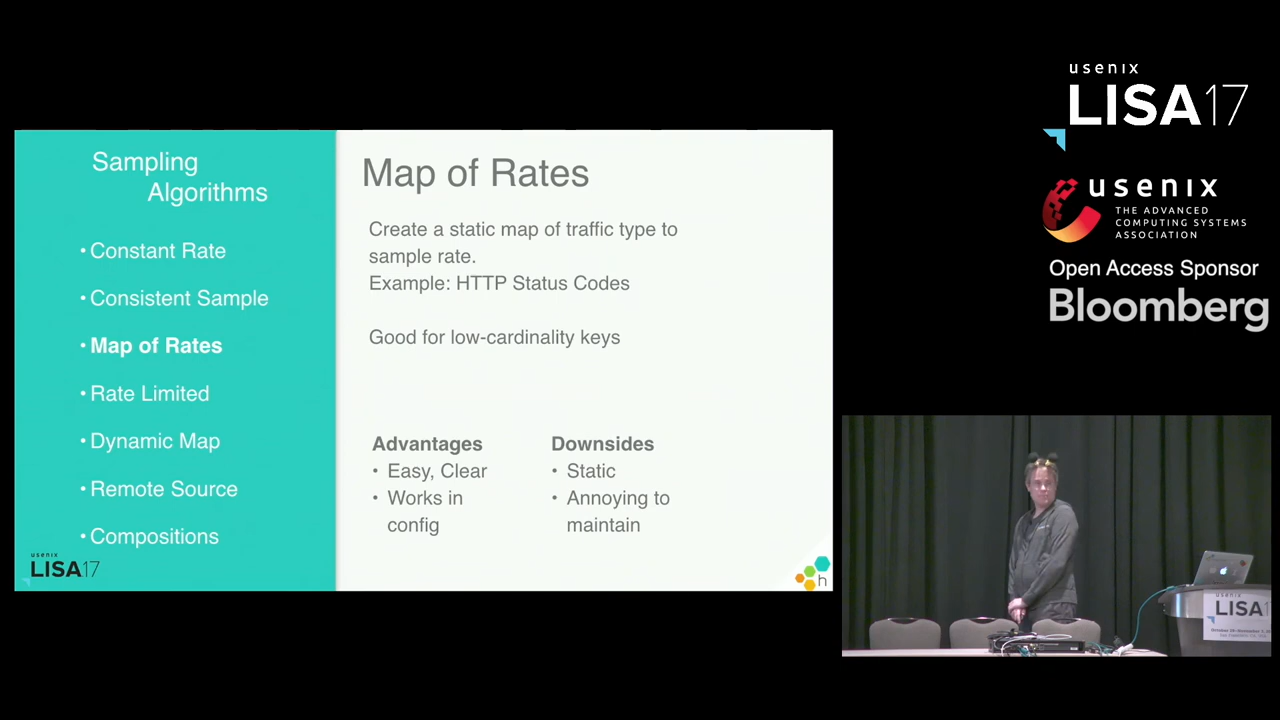 Sampling
Algorithms
• Constant Rate
• Consistent Sample
• Map of Rates
• Rate Limited
• Dynamic Map
• Remote Source
• Compositions
usenix
LISA17
Map of Rates
Create a static map of traffic type to
sample rate.
Example: HTTP Status Codes
Good for low-cardinality keys
Advantages
• Easy, Clear
• Works in
config
Downsides
• Static
• Annoying to
maintain
h
usenix
LISA17
usenix
THE ADVANCED
COMPUTING SYSTEMS
ASSOCIATION
Open Access Sponsor
Bloomberg
usenix
LISA1